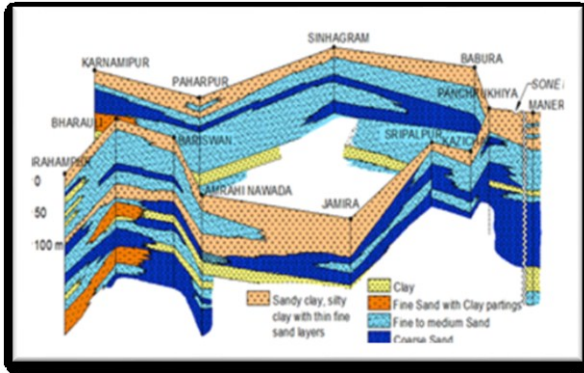 SINHAGRAM
KARNAMIPUR
BABURA
PAHARPUR
PANCHRUKHIYA
SONE
MANER
BHARAULI
BARISWAN
SRIPALPUR
IRAHAMPUR
0
AMRAHI NAWADA
JAMIRA
50
100 m
Clay
Sandy clay, silty
clay with thin fine
sand layers
Fine Sand with Clay partings
Fine to medium Sand
Coarse Sand